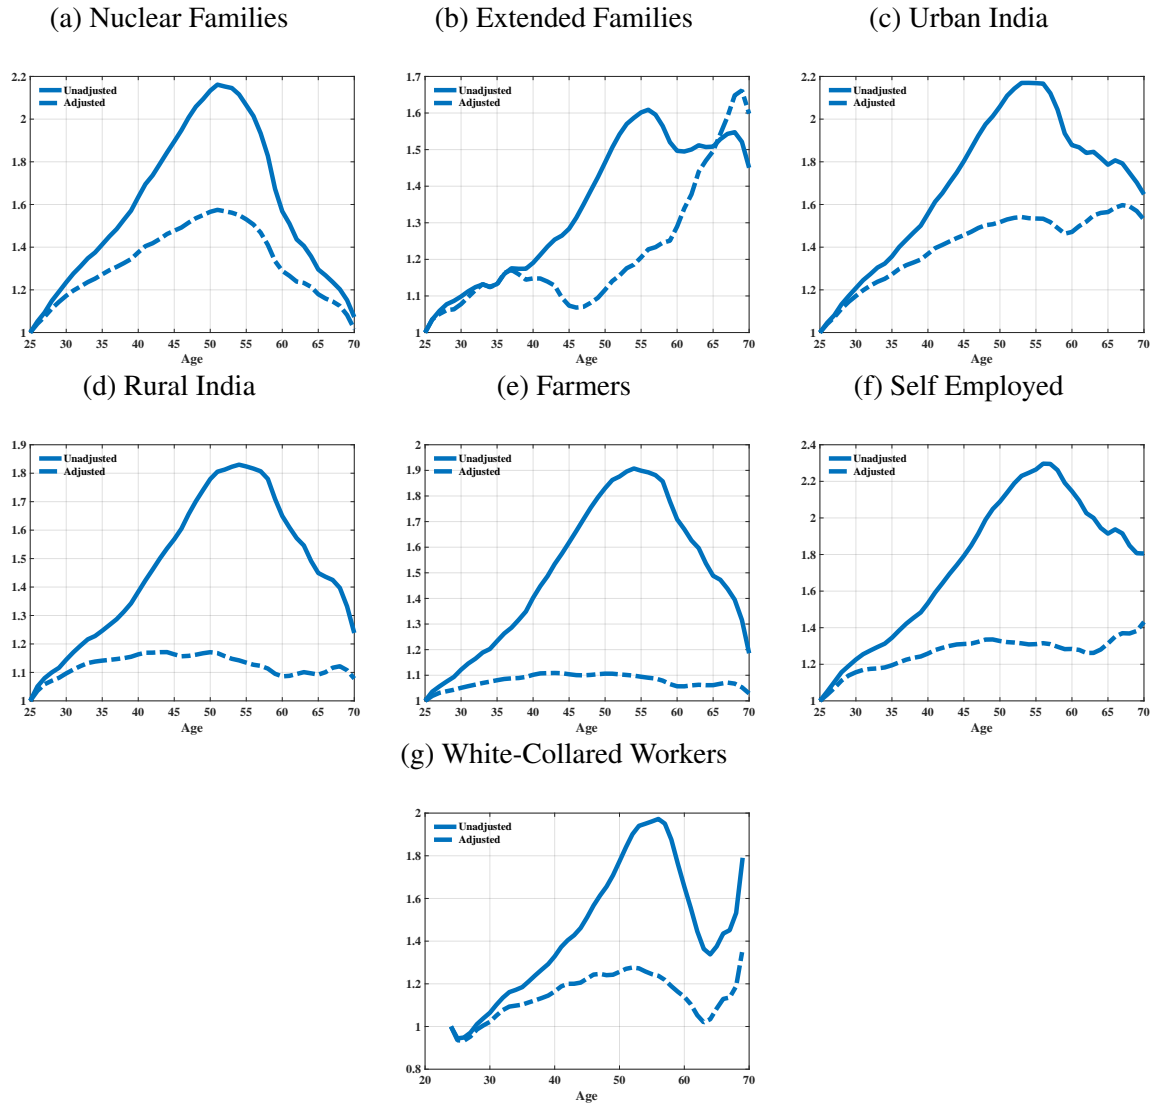 (a) Nuclear Families
(b) Extended Families
(c) Urban India
2.2
2
1.8
1.6
1.4
1.2
1
Unadjusted
Adjusted
25 30 35 40 45 50 55 60 65 70
Age
1.7
1.6
1.5
1.4
1.3
1.2
1.1
1
Unadjusted
Adjusted
25 30 35 40 45 50 55 60 65 70
Age
2.2
2
1.8
1.6
1.4
1.2
1
Unadjusted
Adjusted
25 30 35 40 45 50 55 60 65 70
Age
(d) Rural India
(e) Farmers
(f) Self Employed
1.9
1.8
1.7
1.6
1.5
1.4
1.3
1.2
1.1
1
Unadjusted
Adjusted
25 30 35 40 45 50 55 60 65 70
Age
2
1.9
1.8
1.7
1.6
1.5
1.4
1.3
1.2
1.1
1
Unadjusted
Adjusted
25 30 35 40 45 50 55 60 65 70
Age
2.4
2.2
2
1.8
1.6
1.4
1.2
1
Unadjusted
Adjusted
25 30 35 40 45 50 55 60 65 70
Age
(g) White-Collared Workers
2
1.8
1.6
1.4
1.2
1
0.8
Unadjusted
Adjusted
20 30 40 50 60 70
Age